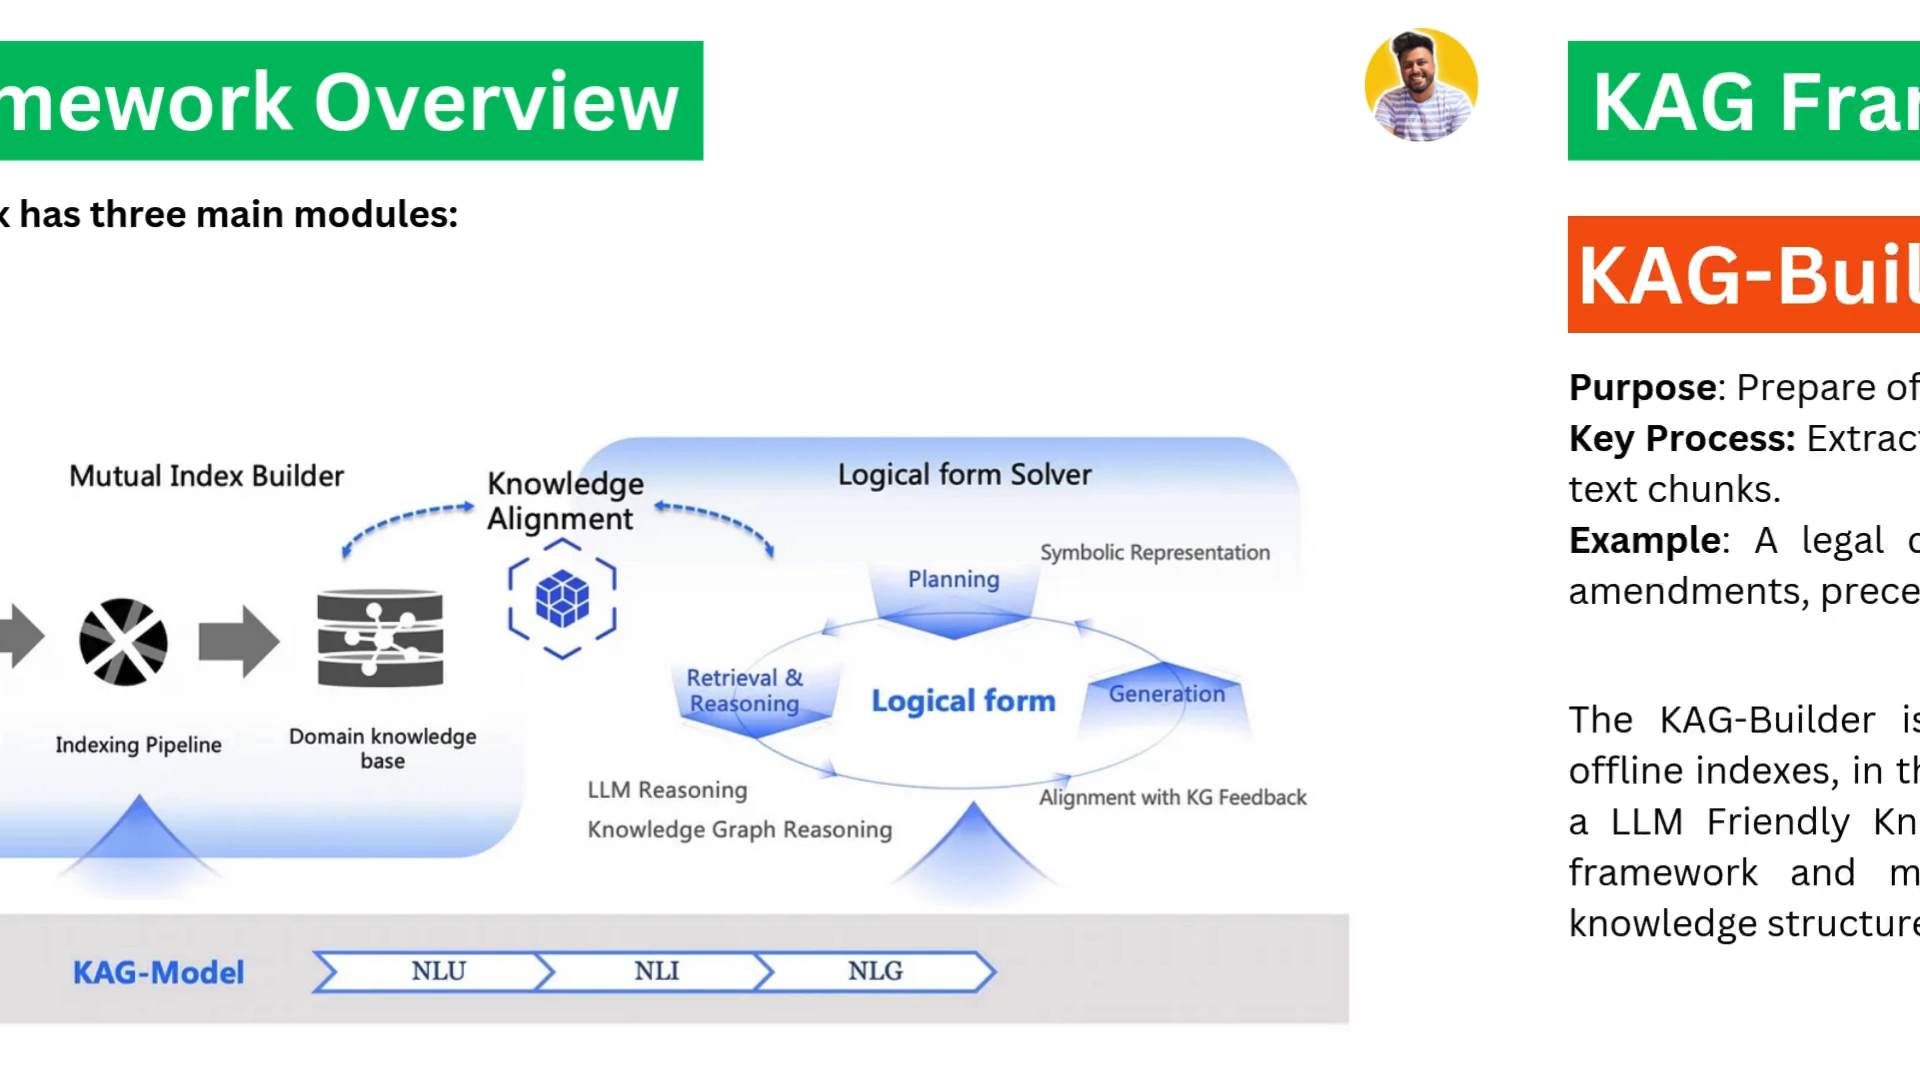 mework Overview
k has three main modules:
Mutual Index Builder
Knowledge
Alignment
Logical form Solver
Symbolic Representation
Planning
Retrieval &
Reasoning
Logical form
Generation
Indexing Pipeline
Domain knowledge
base
LLM Reasoning
Knowledge Graph Reasoning
Alignment with KG Feedback
KAG-Model
NLU
NLI
NLG
KAG Fra
KAG-Buil
Purpose: Prepare of
Key Process: Extrac
text chunks.
Example: A legal
amendments, prece
The KAG-Builder is
offline indexes, in th
a LLM Friendly Kn
framework and m
knowledge structure